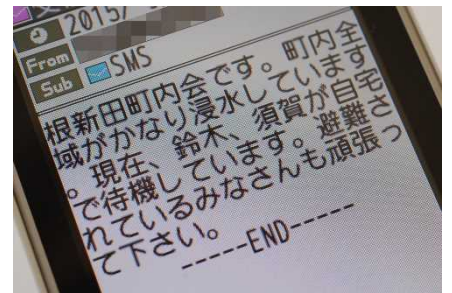 2015/
From
Sub SMS
根新田町内会です。町内全
域がかなり浸水しています
。現在、鈴木、須賀が自宅
で待機しています。避難さ
れているみなさんも頑張っ
て下さい。
-----END-----